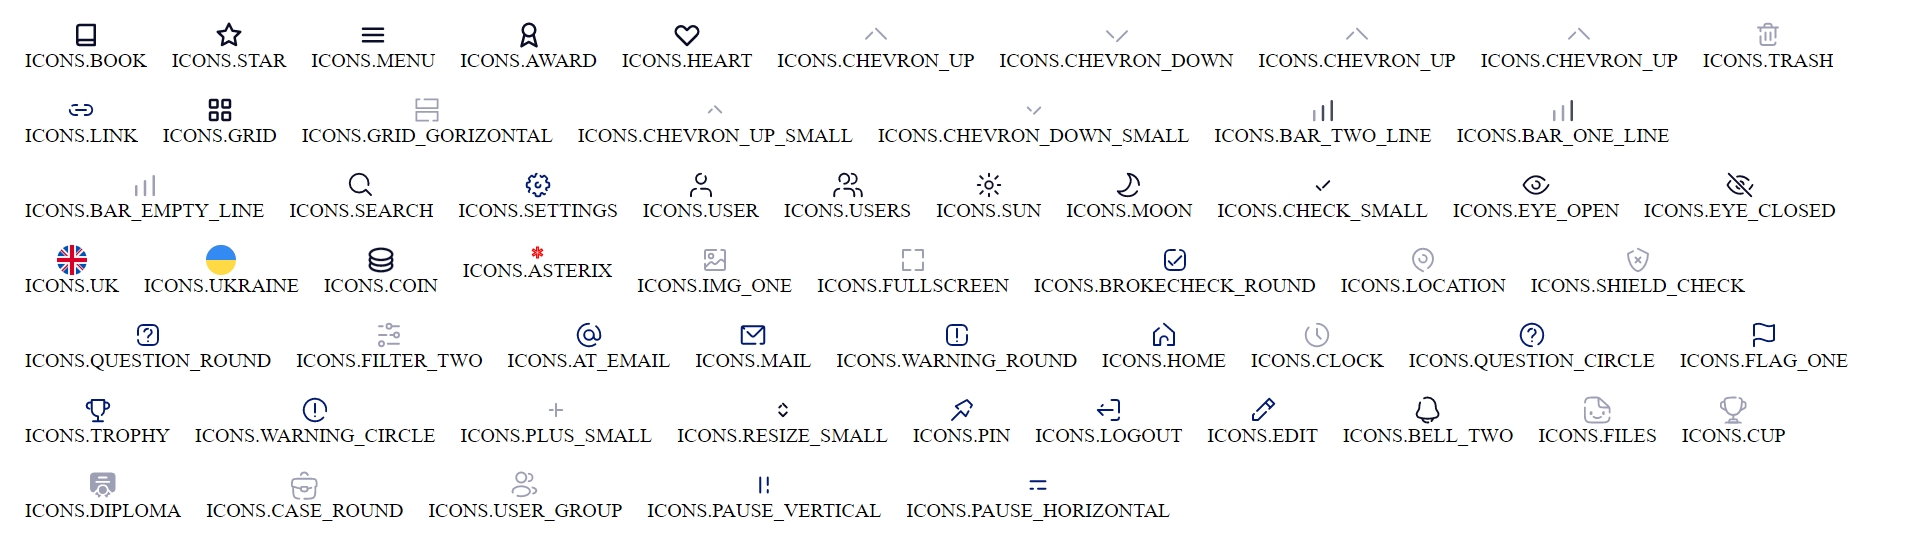 ICONS.BOOK ICONS.STAR ICONS.MENU ICONS.AWARD ICONS.HEART ICONS.CHEVRON_UP ICONS.CHEVRON_DOWN ICONS.CHEVRON_UP ICONS.CHEVRON_UP ICONS.TRASH
ICONS.LINK ICONS.GRID ICONS.GRID_GORIZONTAL ICONS.CHEVRON_UP_SMALL ICONS.CHEVRON_DOWN_SMALL ICONS.BAR_TWO_LINE ICONS.BAR_ONE_LINE
ICONS.BAR_EMPTY_LINE ICONS.SEARCH ICONS.SETTINGS ICONS.USER ICONS.USERS ICONS.SUN ICONS.MOON ICONS.CHECK_SMALL ICONS.EYE_OPEN ICONS.EYE_CLOSED
ICONS.UK ICONS.UKRAINE ICONS.COIN ICONS.ASTERIX ICONS.IMG_ONE ICONS.FULLSCREEN ICONS.BROKECHECK_ROUND ICONS.LOCATION ICONS.SHIELD_CHECK
ICONS.QUESTION_ROUND ICONS.FILTER_TWO ICONS.AT_EMAIL ICONS.MAIL ICONS.WARNING_ROUND ICONS.HOME ICONS.CLOCK ICONS.QUESTION_CIRCLE ICONS.FLAG_ONE
ICONS.TROPHY ICONS.WARNING_CIRCLE ICONS.PLUS_SMALL ICONS.RESIZE_SMALL ICONS.PIN ICONS.LOGOUT ICONS.EDIT ICONS.BELL_TWO ICONS.FILES ICONS.CUP
ICONS.DIPLOMA ICONS.CASE_ROUND ICONS.USER_GROUP ICONS.PAUSE_VERTICAL ICONS.PAUSE_HORIZONTAL